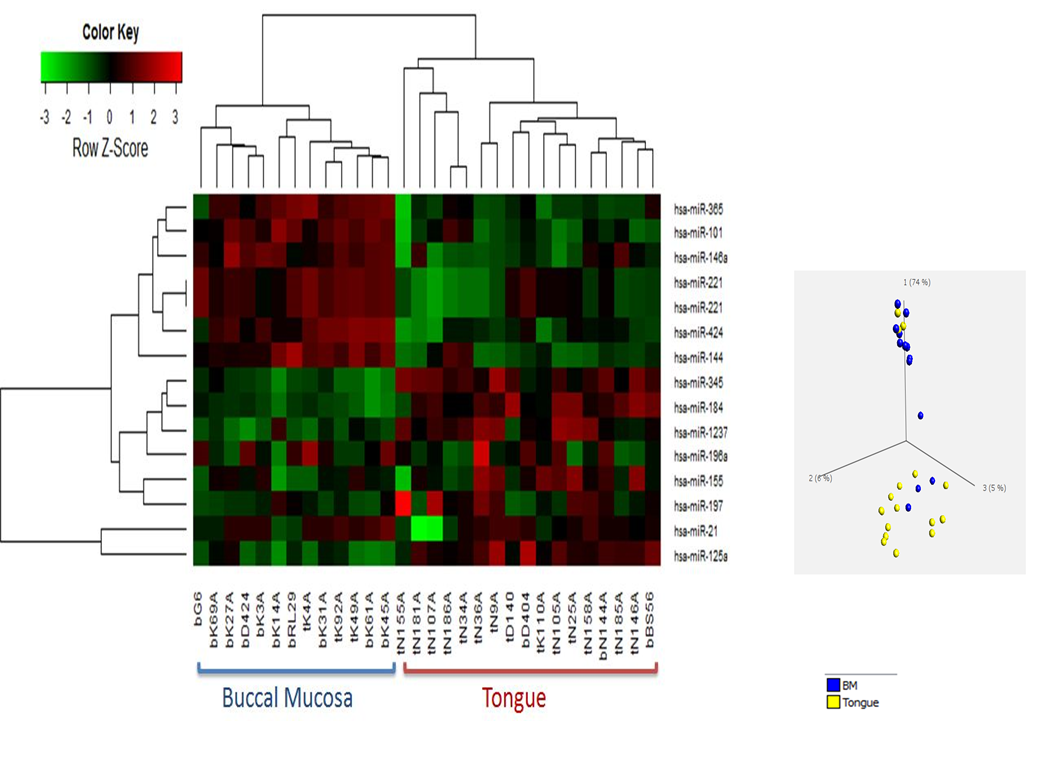 Color Key
-3 -2 -1 0 1 2 3
Row Z-Score
hsa-miR-365
hsa-miR-101
hsa-miR-146a
hsa-miR-221
hsa-miR-221
hsa-miR-424
hsa-miR-144
hsa-miR-345
hsa-miR-184
hsa-miR-1237
hsa-miR-196a
hsa-miR-155
hsa-miR-197
hsa-miR-21
hsa-miR-125a
bG6
bK69A
bK27A
bD424
bK3A
bK14A
bRL29
tK4A
bK31A
tK92A
tK49A
bK61A
bK45A
tN155A
tN181A
tN107A
tN186A
tN34A
tN36A
tN9A
tD140
bD404
tK110A
tN105A
tN25A
tN158A
bN144A
tN185A
tN146A
bBS56
Buccal Mucosa
Tongue
1 (74 %)
2 (6 %)
3 (5 %)
BM
Tongue